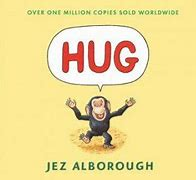 OVER ONE MILLION COPIES SOLD WORLDWIDE
HUG
JEZ ALBOROUGH